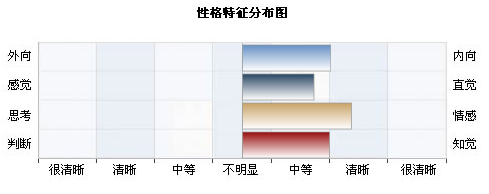 性格特征分布图
外向 内向
感觉 直觉
思考 情感
判断 知觉
很清晰 清晰 中等 不明显 中等 清晰 很清晰